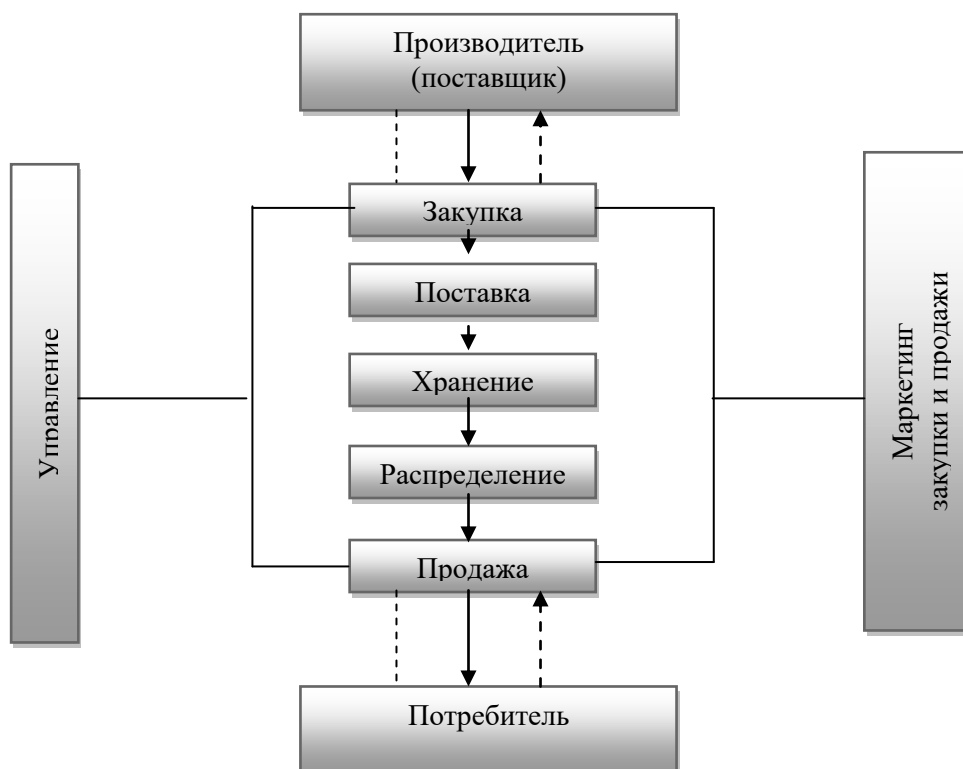 Производитель
(поставщик)
Закупка
Поставка
Хранение
Распределение
Продажа
Потребитель
Управление
Маркетинг
закупки и продажи